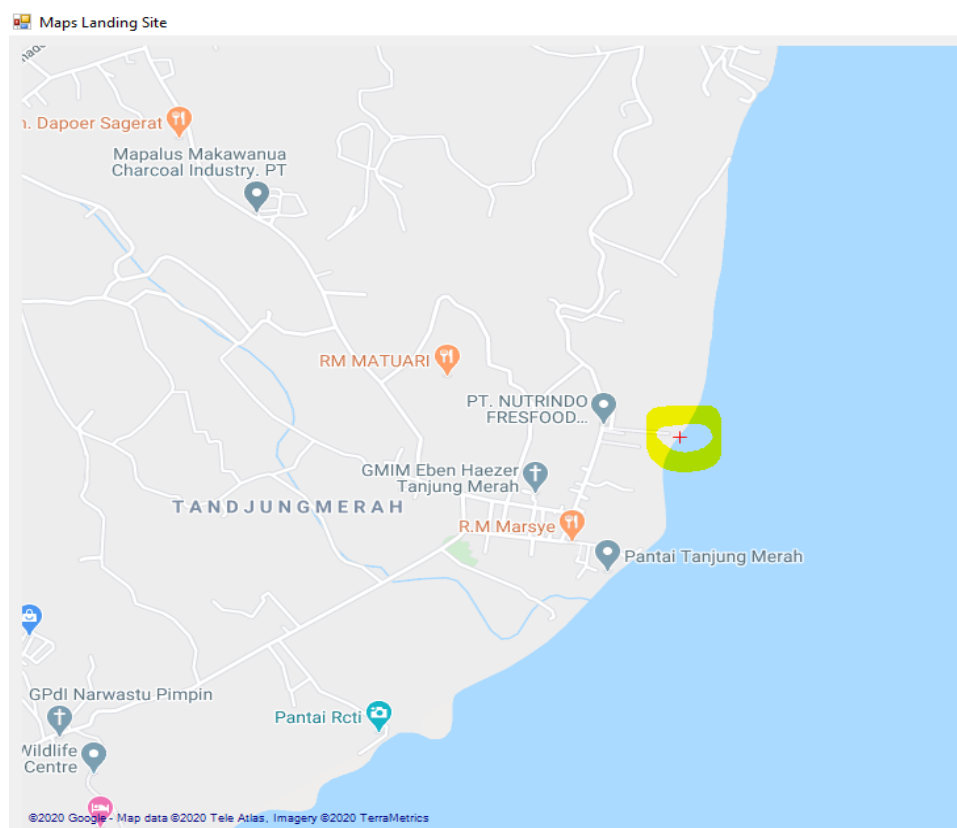 Maps Landing Site
n. Dapoer Sagerat
Mapalus Makawanua
Charcoal Industry. PT
RM MATUARI
PT. NUTRINDO
FRESFOOD...
GMIM Eben Haezer
Tanjung Merah
TANDJUNGMERAH
R.M Marsye
Pantai Tanjung Merah
GPdI Narwastu Pimpin
Pantai Rcti
Wildlife
Centre
©2020 Google - Map data ©2020 Tele Atlas, Imagery ©2020 TerraMetrics